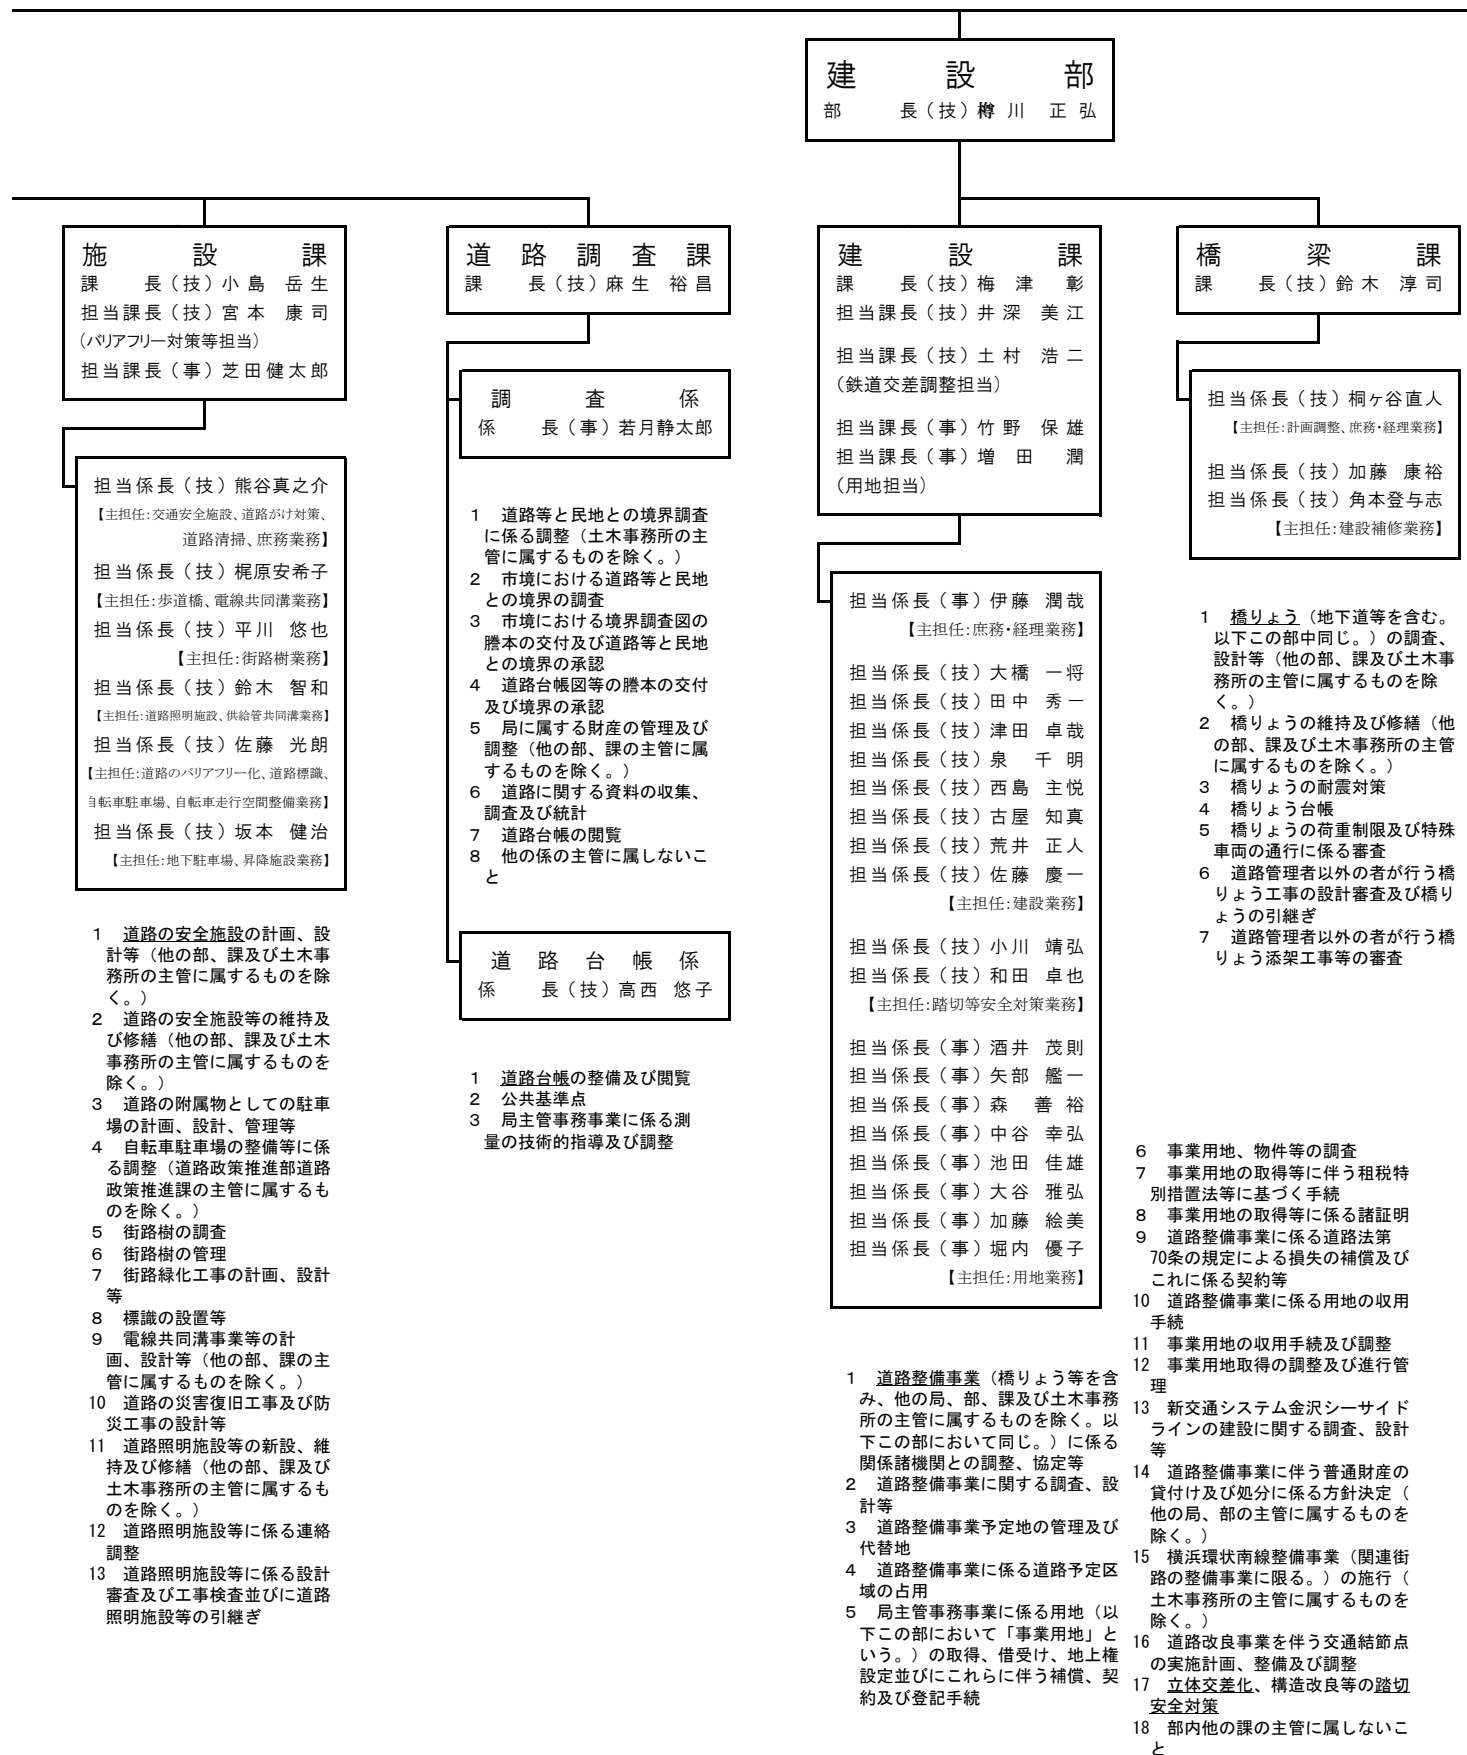 建設部
部長（技）樽川 正弘
施設課
課長（技）小島 岳生
担当課長（技）宮本 康司
（バリアフリー対策等担当）
担当課長（事）芝田健太郎
担当係長（技）熊谷真之介
【主担任：交通安全施設、道路がけ対策、
道路清掃、庶務業務】
担当係長（技）梶原安希子
【主担任：歩道橋、電線共同溝業務】
担当係長（技）平川 悠也
【主担任：街路樹業務】
担当係長（技）鈴木 智和
【主担任：道路照明施設、供給管共同溝業務】
担当係長（技）佐藤 光朗
【主担任：道路のバリアフリー化、道路標識、
自転車駐車場、自転車走行空間整備業務】
担当係長（技）坂本 健治
【主担任：地下駐車場、昇降施設業務】
1 道路の安全施設の計画、設
計等（他の部、課及び土木事
務所の主管に属するものを除
く。）
2 道路の安全施設等の維持及
び修繕（他の部、課及び土木
事務所の主管に属するものを
除く。）
3 道路の附属物としての駐車
場の計画、設計、管理等
4 自転車駐車場の整備等に係
る調整（道路政策推進部道路
政策推進課の主管に属するも
のを除く。）
5 街路樹の調査
6 街路樹の管理
7 街路緑化工事の計画、設計
等
8 標識の設置等
9 電線共同溝事業等の計
画、設計等（他の部、課の主
管に属するものを除く。）
10 道路の災害復旧工事及び防
災工事の設計等
11 道路照明施設等の新設、維
持及び修繕（他の部、課及び
土木事務所の主管に属するも
のを除く。）
12 道路照明施設等に係る連絡
調整
13 道路照明施設等に係る設計
審査及び工事検査並びに道路
照明施設等の引継ぎ
道路調査課
課長（技）麻生 裕昌
調査係
係長（事）若月静太郎
1 道路等と民地との境界調査
に係る調整（土木事務所の主
管に属するものを除く。）
2 市境における道路等と民地
との境界の調査
3 市境における境界調査図の
謄本の交付及び道路等と民地
との境界の承認
4 道路台帳図等の謄本の交付
及び境界の承認
5 局に属する財産の管理及び
調整（他の部、課の主管に属
するものを除く。）
6 道路に関する資料の収集、
調査及び統計
7 道路台帳の閲覧
8 他の係の主管に属しないこ
と
道路台帳係
係長（技）高西 悠子
1 道路台帳の整備及び閲覧
2 公共基準点
3 局主管事務事業に係る測
量の技術的指導及び調整
建設課
課長（技）梅津 彰
担当課長（技）井深 美江
担当課長（技）土村 浩二
（鉄道交差調整担当）
担当課長（事）竹野 保雄
担当課長（事）増田 潤
（用地担当）
担当係長（事）伊藤 潤哉
【主担任：庶務・経理業務】
担当係長（技）大橋 一将
担当係長（技）田中 秀一
担当係長（技）津田 卓哉
担当係長（技）泉 千明
担当係長（技）西島 主悦
担当係長（技）古屋 知真
担当係長（技）荒井 正人
担当係長（技）佐藤 慶一
【主担任：建設業務】
担当係長（技）小川 靖弘
担当係長（技）和田 卓也
【主担任：踏切等安全対策業務】
担当係長（事）酒井 茂則
担当係長（事）矢部 艦一
担当係長（事）森 善裕
担当係長（事）中谷 幸弘
担当係長（事）池田 佳雄
担当係長（事）大谷 雅弘
担当係長（事）加藤 絵美
担当係長（事）堀内 優子
【主担任：用地業務】
1 道路整備事業（橋りょう等を含
み、他の局、部、課及び土木事務
所の主管に属するものを除く。以
下この部において同じ。）に係る
関係諸機関との調整、協定等
2 道路整備事業に関する調査、設
計等
3 道路整備事業予定地の管理及び
代替地
4 道路整備事業に係る道路予定区
域の占用
5 局主管事務事業に係る用地（以
下この部において「事業用地」と
いう。）の取得、借受け、地上権
設定並びにこれらに伴う補償、契
約及び登記手続
6 事業用地、物件等の調査
7 事業用地の取得等に伴う租税特
別措置法等に基づく手続
8 事業用地の取得等に係る諸証明
9 道路整備事業に係る道路法第
70条の規定による損失の補償及び
これに係る契約等
10 道路整備事業に係る用地の収用
手続
11 事業用地の収用手続及び調整
12 事業用地取得の調整及び進行管
理
13 新交通システム金沢シーサイド
ラインの建設に関する調査、設計
等
14 道路整備事業に伴う普通財産の
貸付け及び処分に係る方針決定（
他の局、部の主管に属するものを
除く。）
15 横浜環状南線整備事業（関連街
路の整備事業に限る。）の施行（
土木事務所の主管に属するものを
除く。）
16 道路改良事業を伴う交通結節点
の実施計画、整備及び調整
17 立体交差化、構造改良等の踏切
安全対策
18 部内他の課の主管に属しないこ
と
橋梁課
課長（技）鈴木 淳司
担当係長（技）桐ヶ谷直人
【主担任：計画調整、庶務・経理業務】
担当係長（技）加藤 康裕
担当係長（技）角本登与志
【主担任：建設補修業務】
1 橋りょう（地下道等を含む。
以下この部中同じ。）の調査、
設計等（他の部、課及び土木事
務所の主管に属するものを除
く。）
2 橋りょうの維持及び修繕（他
の部、課及び土木事務所の主管
に属するものを除く。）
3 橋りょうの耐震対策
4 橋りょう台帳
5 橋りょうの荷重制限及び特殊
車両の通行に係る審査
6 道路管理者以外の者が行う橋
りょう工事の設計審査及び橋り
ょうの引継ぎ
7 道路管理者以外の者が行う橋
りょう添架工事等の審査